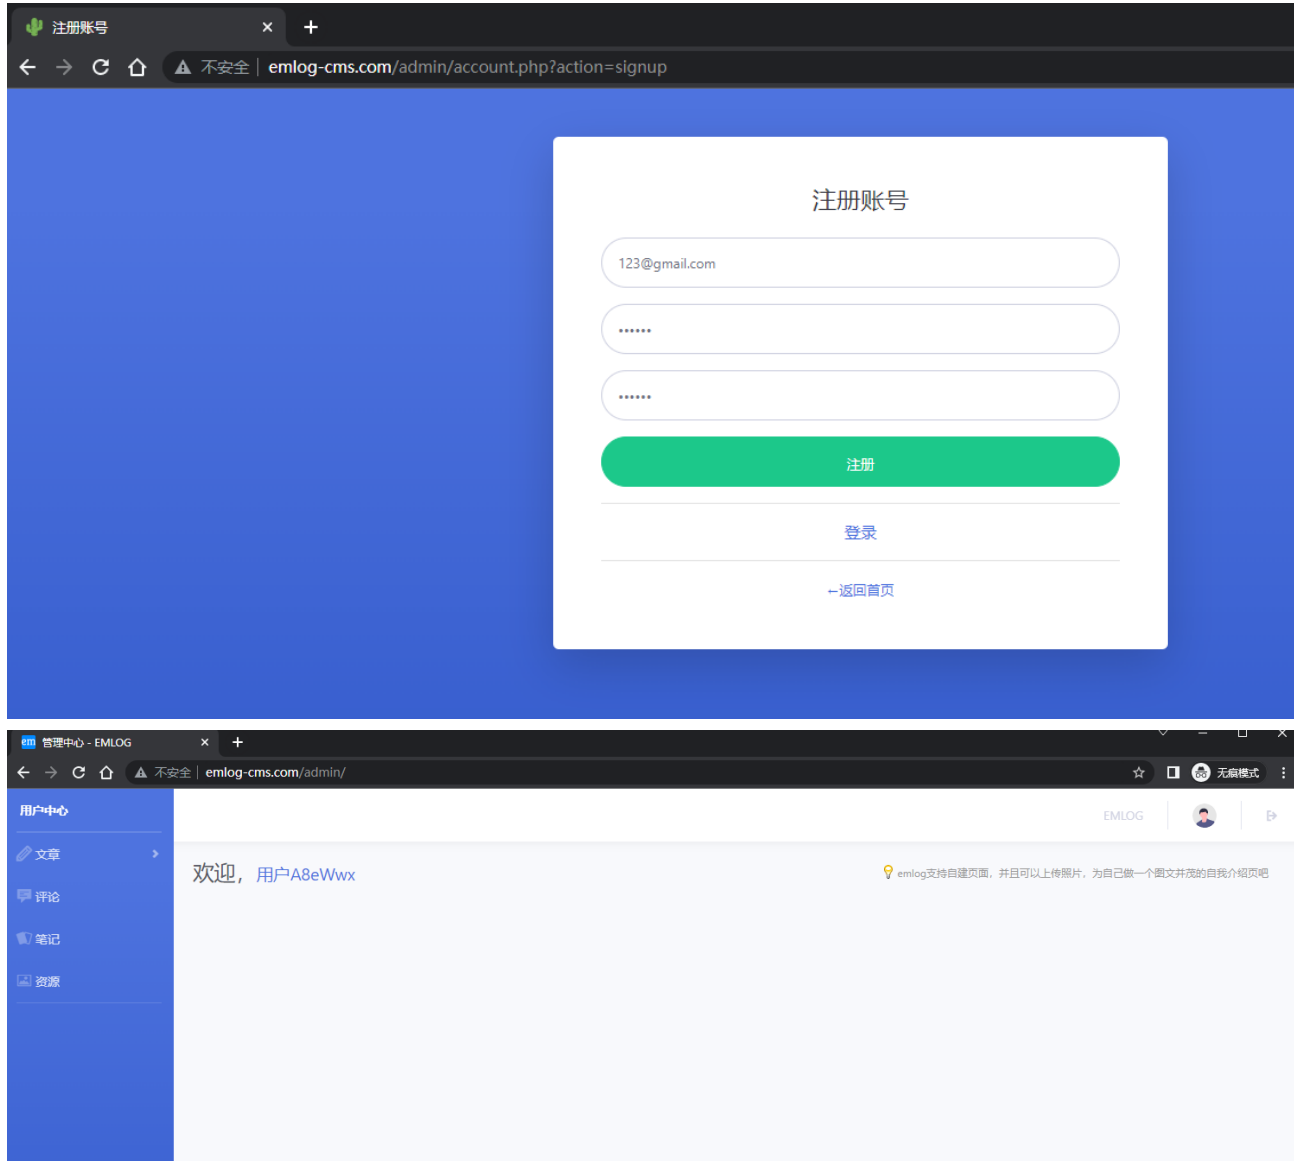 注册账号
不安全 | emlog-cms.com/admin/account.php?action=signup
注册账号
123@gmail.com
••••••
••••••
注册
登录
←返回首页
em 管理中心 - EMLOG
不安全 | emlog-cms.com/admin/
无痕模式
用户中心
EMLOG
文章
欢迎，用户A8eWwx
emlog支持自建页面，并且可以上传照片，为自己做一个图文并茂的自我介绍页吧
评论
笔记
资源